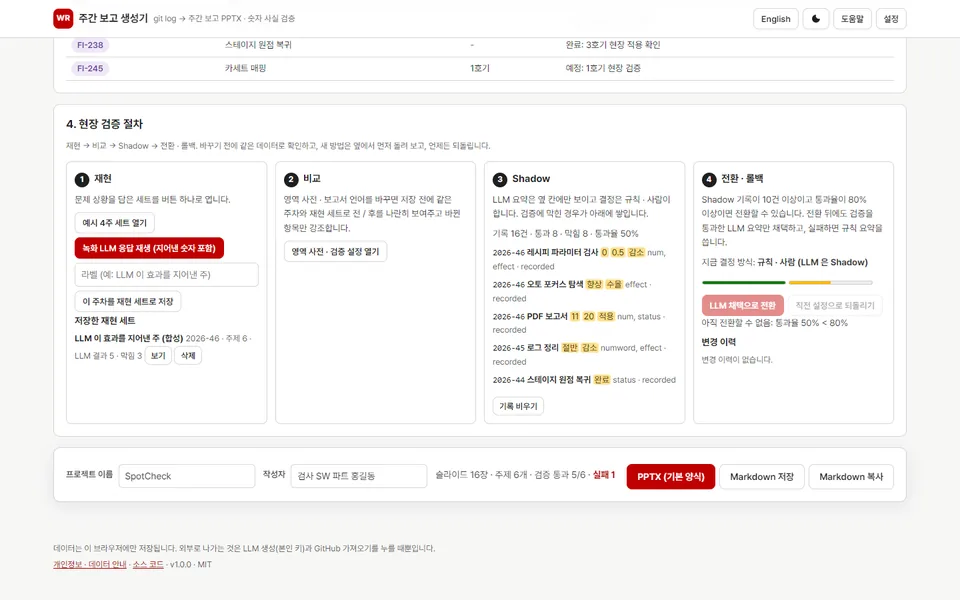 WR 주간 보고 생성기 git log → 주간 보고 PPTX · 숫자 사실 검증 English 도움말 설정
FI-238 스테이지 원점 복귀 - 완료: 3호기 현장 적용 확인
FI-245 카세트 매핑 1호기 예정: 1호기 현장 검증
4. 현장 검증 절차
재현 → 비교 → Shadow → 전환 · 롤백. 바꾸기 전에 같은 데이터로 확인하고, 새 방법은 옆에서 먼저 돌려 보고, 언제든 되돌립니다.
1 재현
문제 상황을 담은 세트를 버튼 하나로 엽니다.
예시 4주 세트 열기
녹화 LLM 응답 재생 (지어낸 숫자 포함)
라벨 (예: LLM 이 효과를 지어낸 주)
이 주차를 재현 세트로 저장
저장한 재현 세트
LLM 이 효과를 지어낸 주 (합성) 2026-46 · 주제 6 ·
LLM 결과 5 · 막힘 3 보기 삭제
2 비교
영역 사전 · 보고서 언어를 바꾸면 저장 전에 같은
주차와 재현 세트로 전 / 후를 나란히 보여주고 바뀐
항목만 강조합니다.
영역 사전 · 검증 설정 열기
3 Shadow
LLM 요약은 옆 칸에만 보이고 결정은 규칙 · 사람이
합니다. 검증에 막힌 경우가 아래에 쌓입니다.
기록 16건 · 통과 8 · 막힘 8 · 통과율 50%
2026-46 레시피 파라미터 검사 0 0.5 감소 num,
effect · recorded
2026-46 오토 포커스 탐색 향상 수율 effect ·
recorded
2026-46 PDF 보고서 11 20 적용 num, status ·
recorded
2026-45 로그 정리 절반 감소 numword, effect ·
recorded
2026-44 스테이지 원점 복귀 완료 status · recorded
기록 비우기
4 전환 · 롤백
Shadow 기록이 10건 이상이고 통과율이 80%
이상이면 전환할 수 있습니다. 전환 뒤에도 검증을
통과한 LLM 요약만 채택하고, 실패하면 규칙 요약을
씁니다.
지금 결정 방식: 규칙 · 사람 (LLM 은 Shadow)
LLM 채택으로 전환 직전 설정으로 되돌리기
아직 전환할 수 없음: 통과율 50% < 80%
변경 이력
변경 이력이 없습니다.
프로젝트 이름 SpotCheck 작성자 검사 SW 파트 홍길동 슬라이드 16장 · 주제 6개 · 검증 통과 5/6 · 실패 1 PPTX (기본 양식) Markdown 저장 Markdown 복사
데이터는 이 브라우저에만 저장됩니다. 외부로 나가는 것은 LLM 생성(본인 키)과 GitHub 가져오기를 누를 때뿐입니다.
개인정보 · 데이터 안내 · 소스 코드 · v1.0.0 · MIT